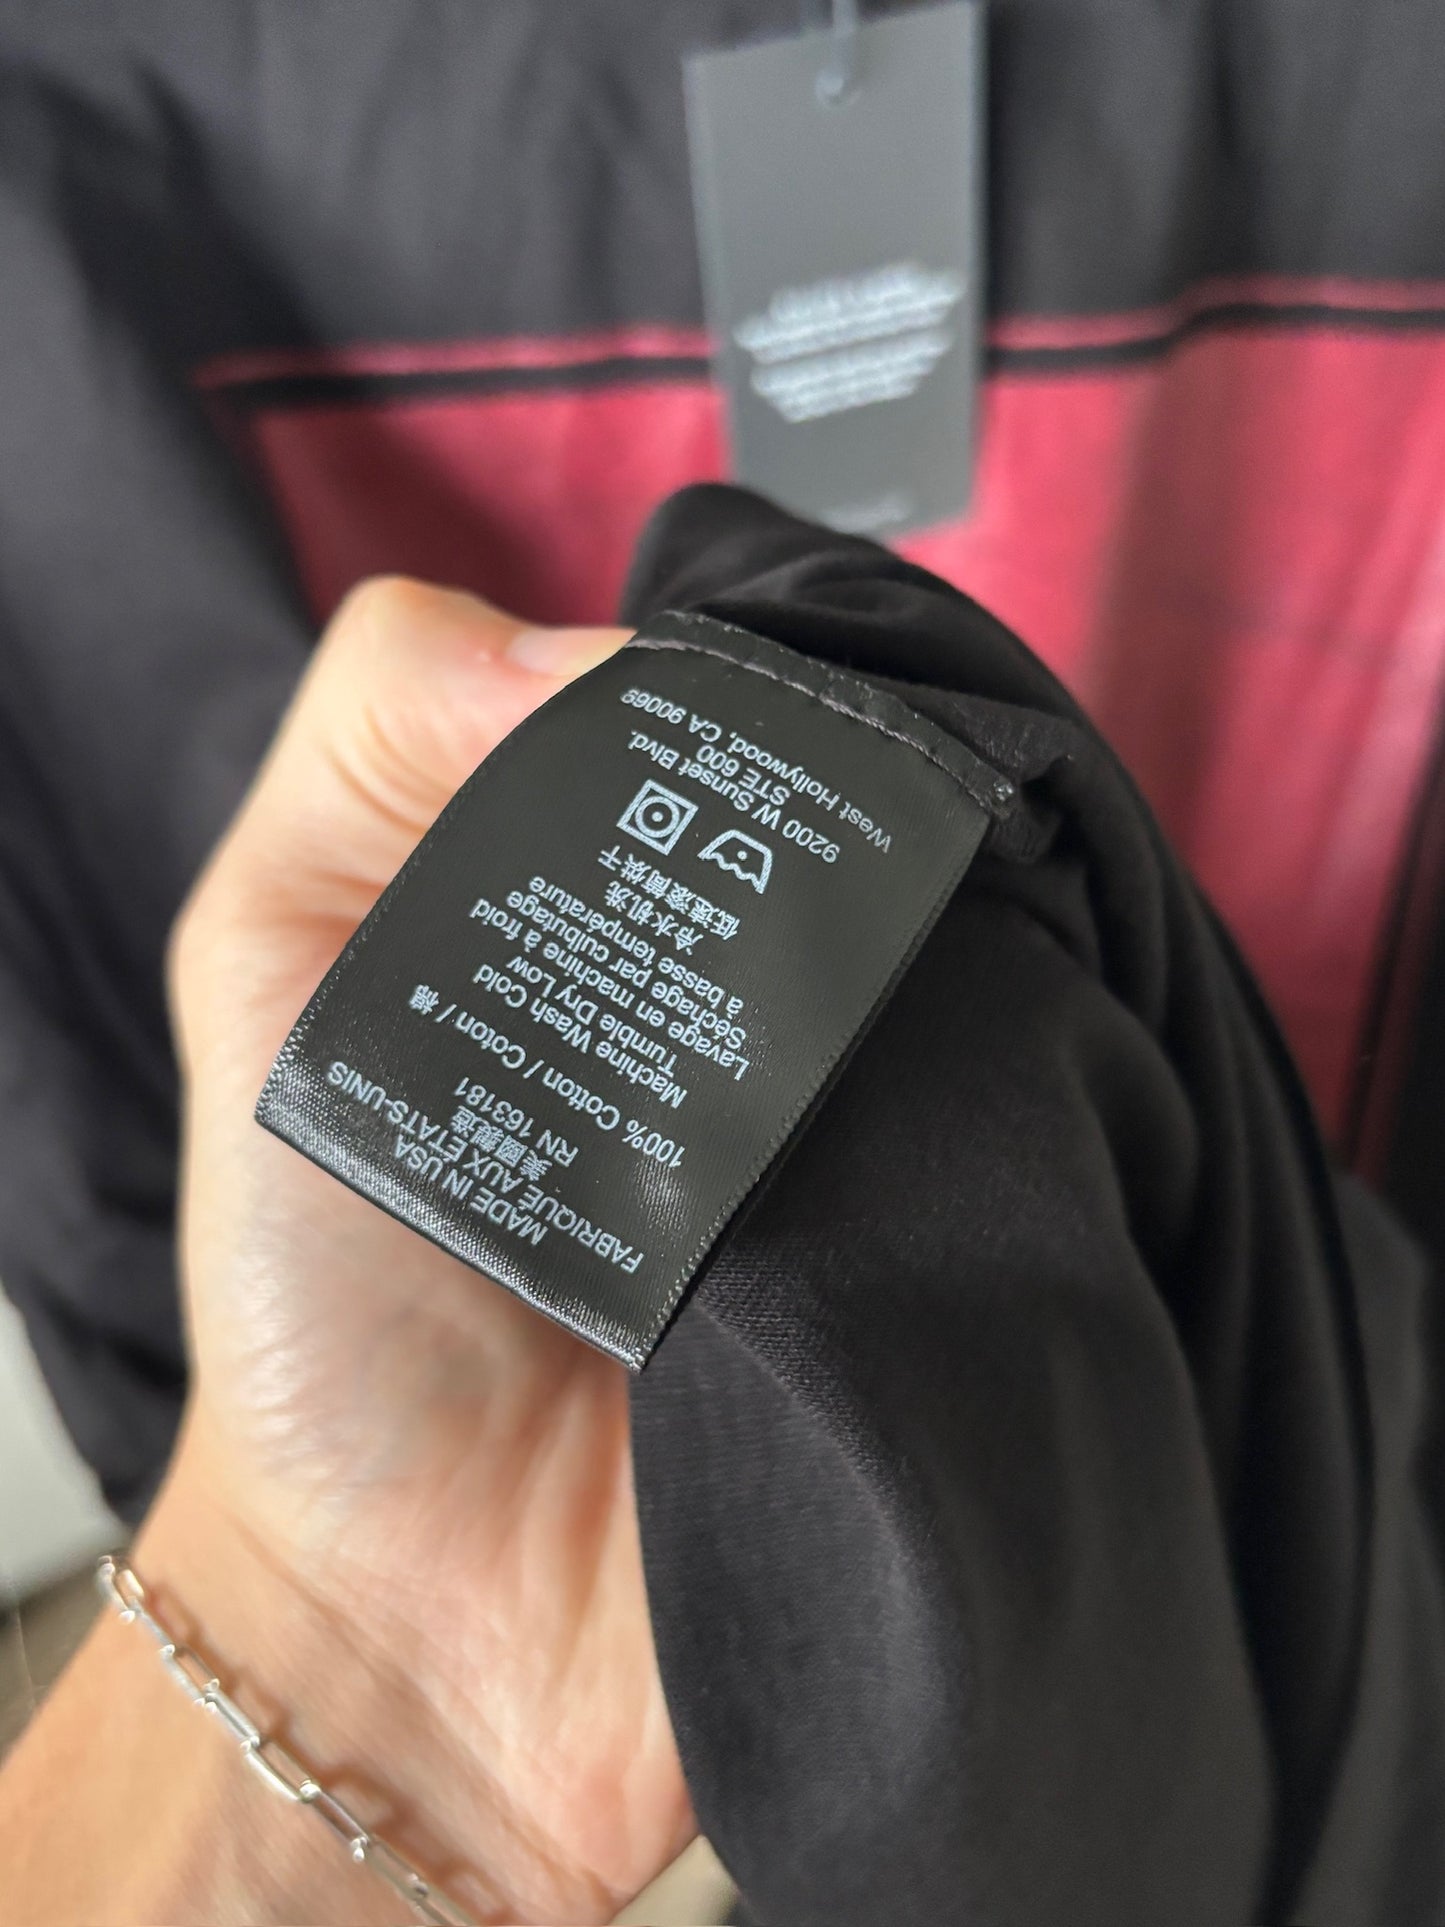 MADE IN USA
FABRIQUÉ AUX ÉTATS-UNIS
美國製造
RN 163181
100% Cotton / Coton / 棉
Machine Wash Cold
Tumble Dry Low
Lavage en machine à froid
Séchage par culbutage
à basse température
冷水机洗
低速滚筒烘干
9200 W Sunset Blvd.
STE 600
West Hollywood, CA 90069